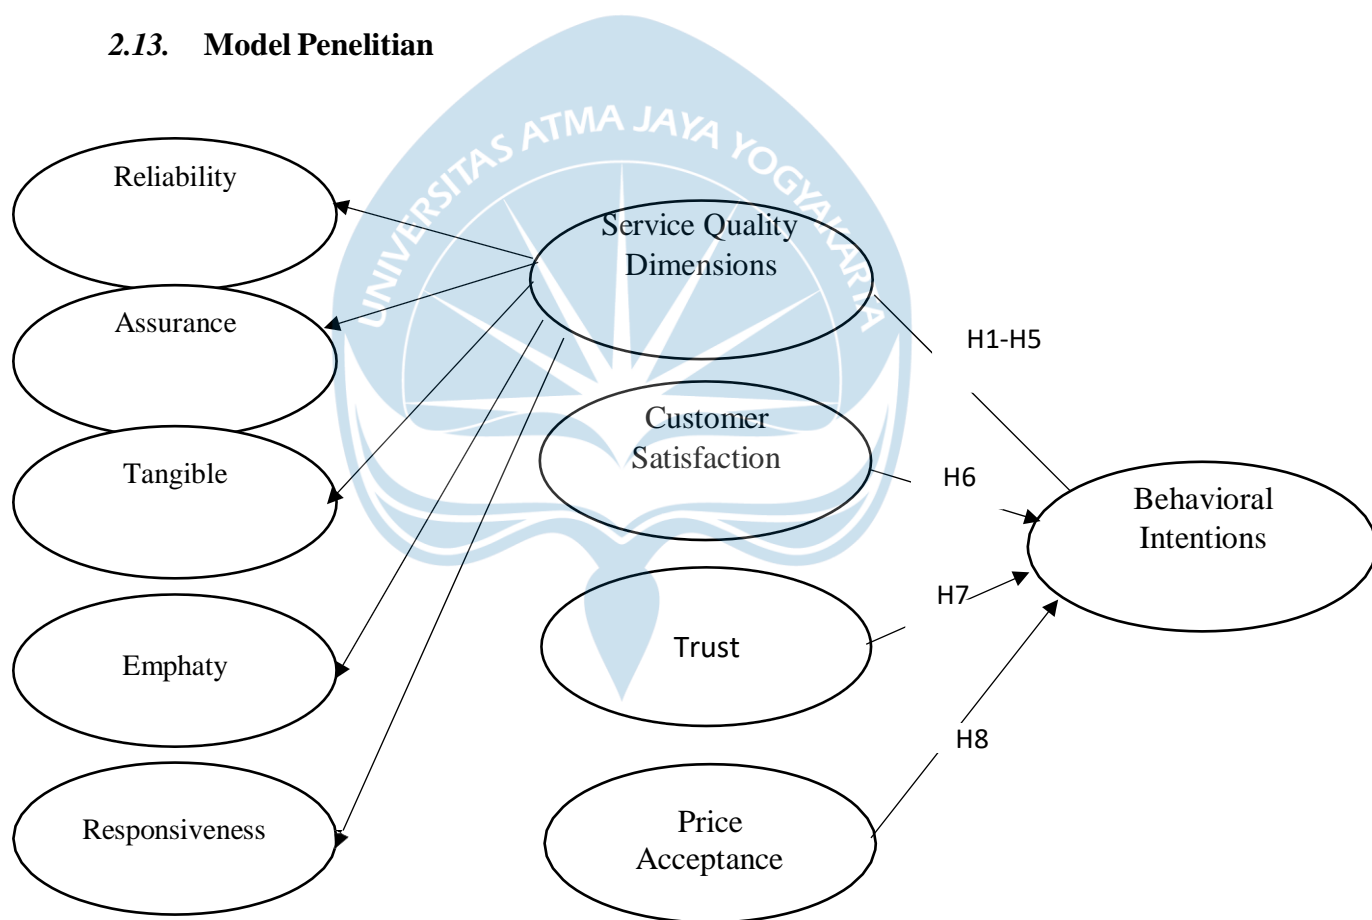 2.13. Model Penelitian
UNIVERSITAS ATMA JAYA YOGYAKARTA
Reliability
Assurance
Tangible
Emphaty
Responsiveness
Service Quality
Dimensions
Customer
Satisfaction
Trust
Price
Acceptance
H1-H5
H6
H7
H8
Behavioral
Intentions